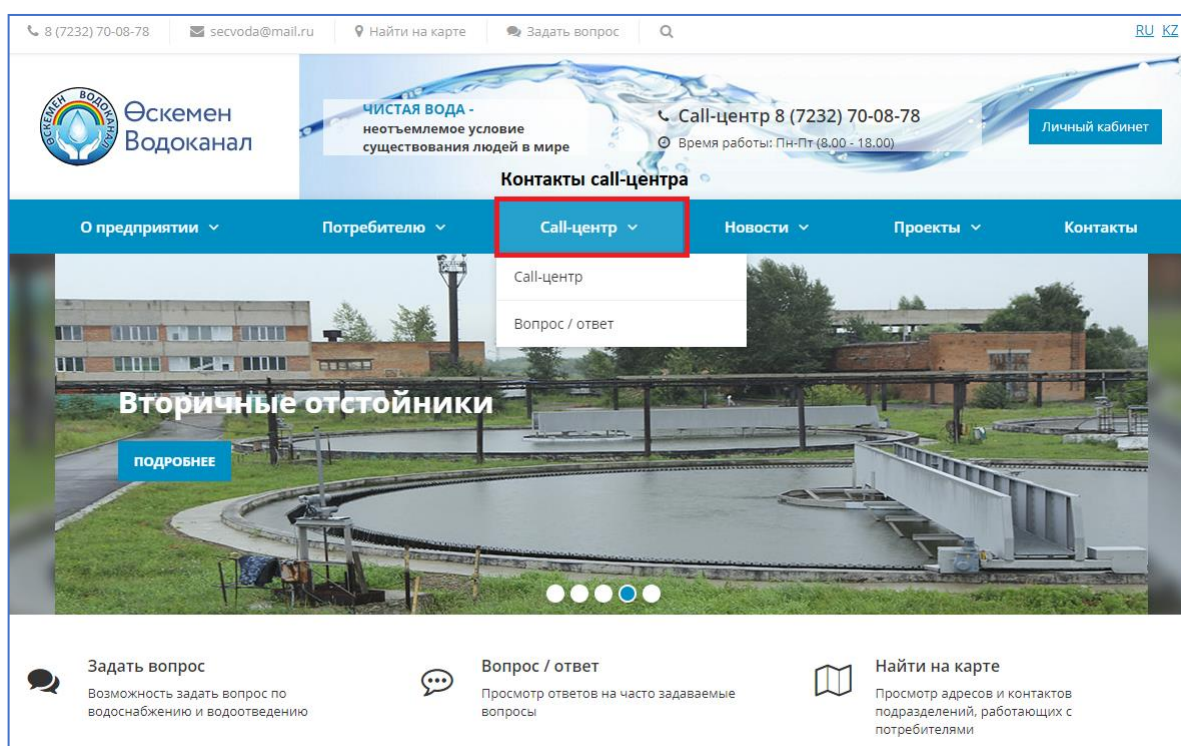 8 (7232) 70-08-78
secvoda@mail.ru
Найти на карте
Задать вопрос
RU KZ
ӨСКЕМЕН ВОДОКАНАЛ
Өскемен
Водоканал
ЧИСТАЯ ВОДА -
неотъемлемое условие
существования людей в мире
Call-центр 8 (7232) 70-08-78
Время работы: Пн-Пт (8.00 - 18.00)
Личный кабинет
Контакты call-центра
О предприятии
Потребителю
Call-центр
Новости
Проекты
Контакты
Call-центр
Вопрос / ответ
Вторичные отстойники
ПОДРОБНЕЕ
Задать вопрос
Возможность задать вопрос по
водоснабжению и водоотведению
Вопрос / ответ
Просмотр ответов на часто задаваемые
вопросы
Найти на карте
Просмотр адресов и контактов
подразделений, работающих с
потребителями